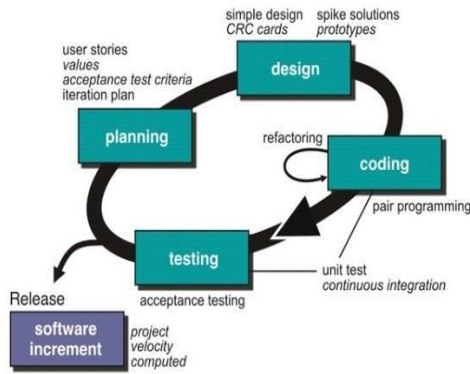 simple design
CRC cards
spike solutions
prototypes
user stories
values
acceptance test criteria
iteration plan
design
planning
refactoring
coding
pair programming
testing
unit test
continuous integration
acceptance testing
Release
software
increment
project
velocity
computed